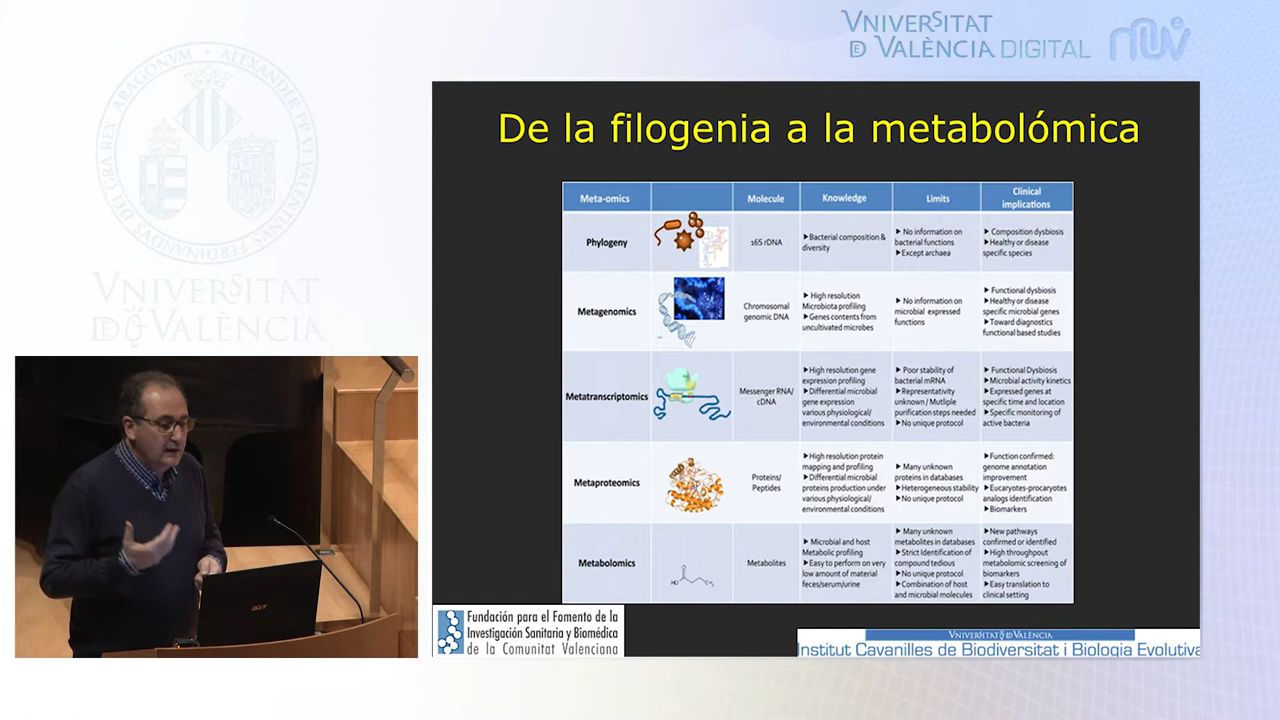 VNIVERSITAT
DE VALÈNCIA DIGITAL
VNIVERSITAT
DE VALÈNCIA
De la filogenia a la metabolómica
Meta-omics
Molecule
Knowledge
Limits
Clinical
implications
Phylogeny
16S rDNA
Bacterial composition &
diversity
No information on
bacterial functions
Except archaea
Composition dysbiosis
Healthy or disease
specific species
Metagenomics
Chromosomal
genomic DNA
High resolution
Microbiota profiling
Genes contents from
uncultivated microbes
No information on
microbial expressed
functions
Functional dysbiosis
Healthy or disease
specific microbial genes
Toward diagnostics
functional based studies
Metatranscriptomics
Messenger RNA/
cDNA
High resolution gene
expression profiling
Differential microbial
gene expression
various physiological/
environmental conditions
Poor stability of
bacterial mRNA
Representativity
unknown / Mutliple
purification steps needed
No unique protocol
Functional Dysbiosis
Microbial activity kinetics
Expressed genes at
specific time and location
Specific monitoring of
active bacteria
Metaproteomics
Proteins/
Peptides
High resolution protein
mapping and profiling
Differential microbial
proteins production under
various physiological/
environmental conditions
Many unknown
proteins in databases
Heterogeneous stability
No unique protocol
Function confirmed:
genome annotation
improvement
Eucaryotes-procaryotes
analogs identification
Biomarkers
Metabolomics
HO
O
CH3
Metabolites
Microbial and host
Metabolic profiling
Easy to perform on very
low amount of material
feces/serum/urine
Many unknown
metabolites in databases
Strict Identification of
compound tedious
No unique protocol
Combination of host
and microbial molecules
New pathways
confirmed or identified
High throughput
metabolomic screening of
biomarkers
Easy translation to
clinical setting
acer
Fundación para el Fomento de la
Investigación Sanitaria y Biomédica
de la Comunitat Valenciana
VNIVERSITAT DE VALÈNCIA
Institut Cavanilles de Biodiversitat i Biologia Evolutiva